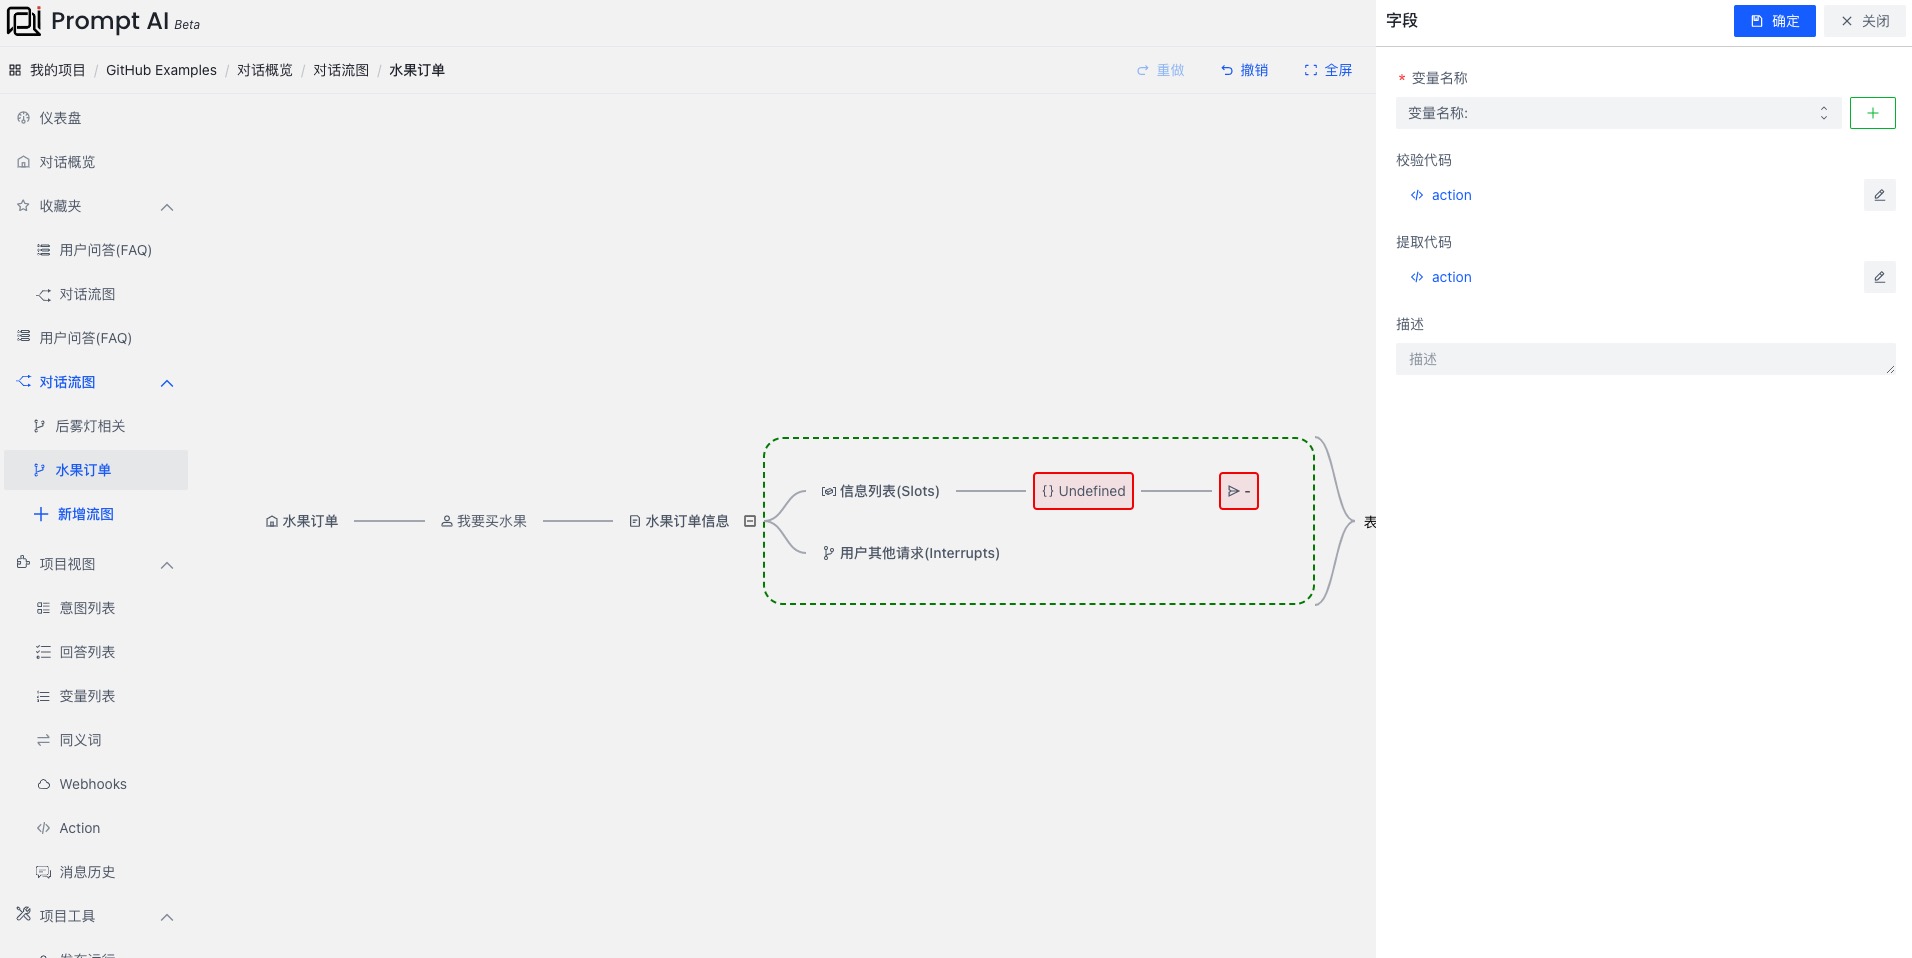 Prompt AI Beta
我的项目 / GitHub Examples / 对话概览 / 对话流图 / 水果订单
重做
撤销
全屏
仪表盘
对话概览
收藏夹
用户问答(FAQ)
对话流图
用户问答(FAQ)
对话流图
后雾灯相关
水果订单
新增流图
项目视图
意图列表
回答列表
变量列表
同义词
Webhooks
Action
消息历史
项目工具
水果订单
我要买水果
水果订单信息
信息列表(Slots)
{} Undefined
-
用户其他请求(Interrupts)
表
字段
确定
关闭
* 变量名称
变量名称:
校验代码
action
提取代码
action
描述
描述